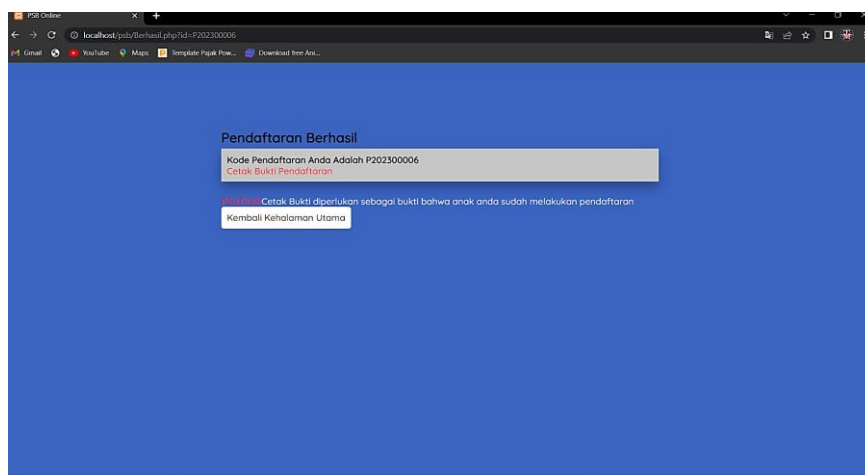 PSB Online
localhost/psb/Berhasil.php?id=P202300006
Gmail YouTube Maps Template Pajak Pow... Download free Ani...
Pendaftaran Berhasil
Kode Pendaftaran Anda Adalah P202300006
Cetak Bukti Pendaftaran
Cetak Bukti diperlukan sebagai bukti bahwa anak anda sudah melakukan pendaftaran
Kembali Kehalaman Utama